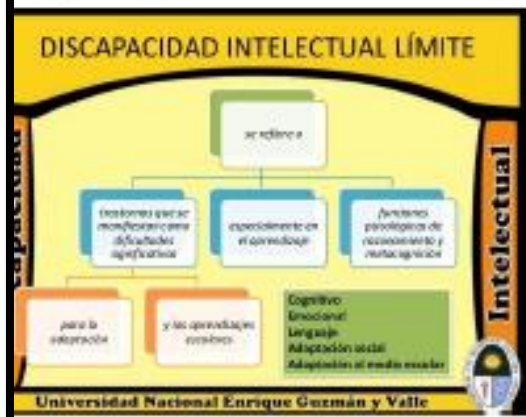 DISCAPACIDAD INTELECTUAL LÍMITE
se refiere a
trastornos que se
manifiestan como
dificultades
significativas
especialmente en
el aprendizaje
funciones
psicológicas de
razonamiento y
metacognición
para la
adaptación
y los aprendizajes
escolares
Cognitivo
Emocional
Lenguaje
Adaptación social
Adaptación al medio escolar
Intelectual
Universidad Nacional Enrique Guzmán y Valle